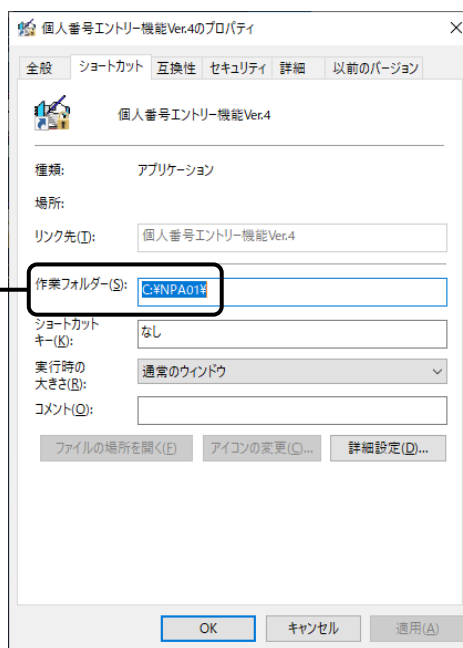 個人番号エントリー機能Ver.4のプロパティ
全般 ショートカット 互換性 セキュリティ 詳細 以前のバージョン
個人番号エントリー機能Ver.4
種類: アプリケーション
場所:
リンク先(T): 個人番号エントリー機能Ver.4
作業フォルダー(S): C:¥NPA01¥
ショートカット
キー(K): なし
実行時の
大きさ(R): 通常のウィンドウ
コメント(O):
ファイルの場所を開く(F) アイコンの変更(C)... 詳細設定(D)...
OK キャンセル 適用(A)